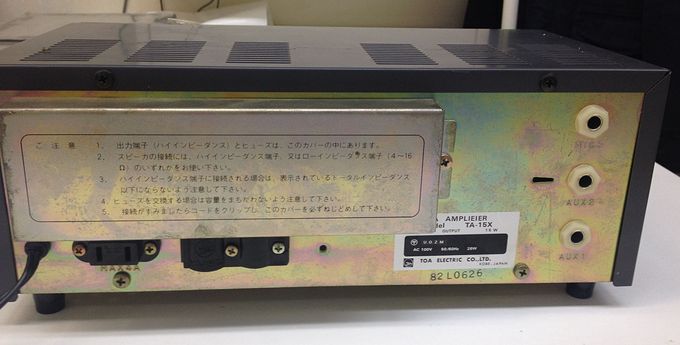 ご注意 1. 出力端子(ハイインピーダンス)とヒューズは、このカバーの中にあります。
2. スピーカの接続には、ハイインピーダンス端子、又はローインピーダンス端子(4〜16
Ω)のいずれかをお使い下さい。
3. ハイインピーダンス端子に接続される場合は、表示されているトータルインピーダンス
以下にならないよう注意して下さい。
4. ヒューズを交換する場合は容量をまちがわないよう注意して下さい。
5. 接続がすみましたらコードをクリップし、このカバーを必ずねじどめして下さい。
MIC 3
AUX 2
AUX 1
MAX4A
A AMPLIEIER
del TA-15X
OUTPUT 15W
U.O.Z.M
AC 100V 50/60Hz 26W
TOA ELECTRIC CO.,LTD.
KOBE, JAPAN
82L0626